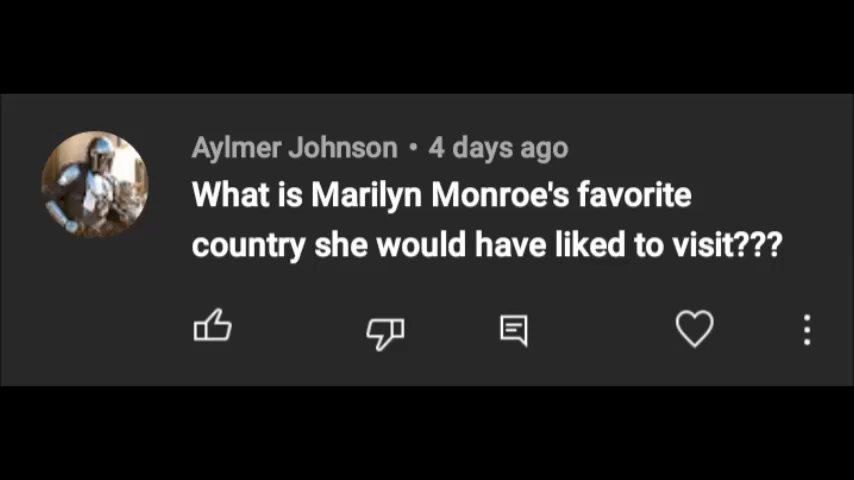 Aylmer Johnson • 4 days ago
What is Marilyn Monroe's favorite
country she would have liked to visit???